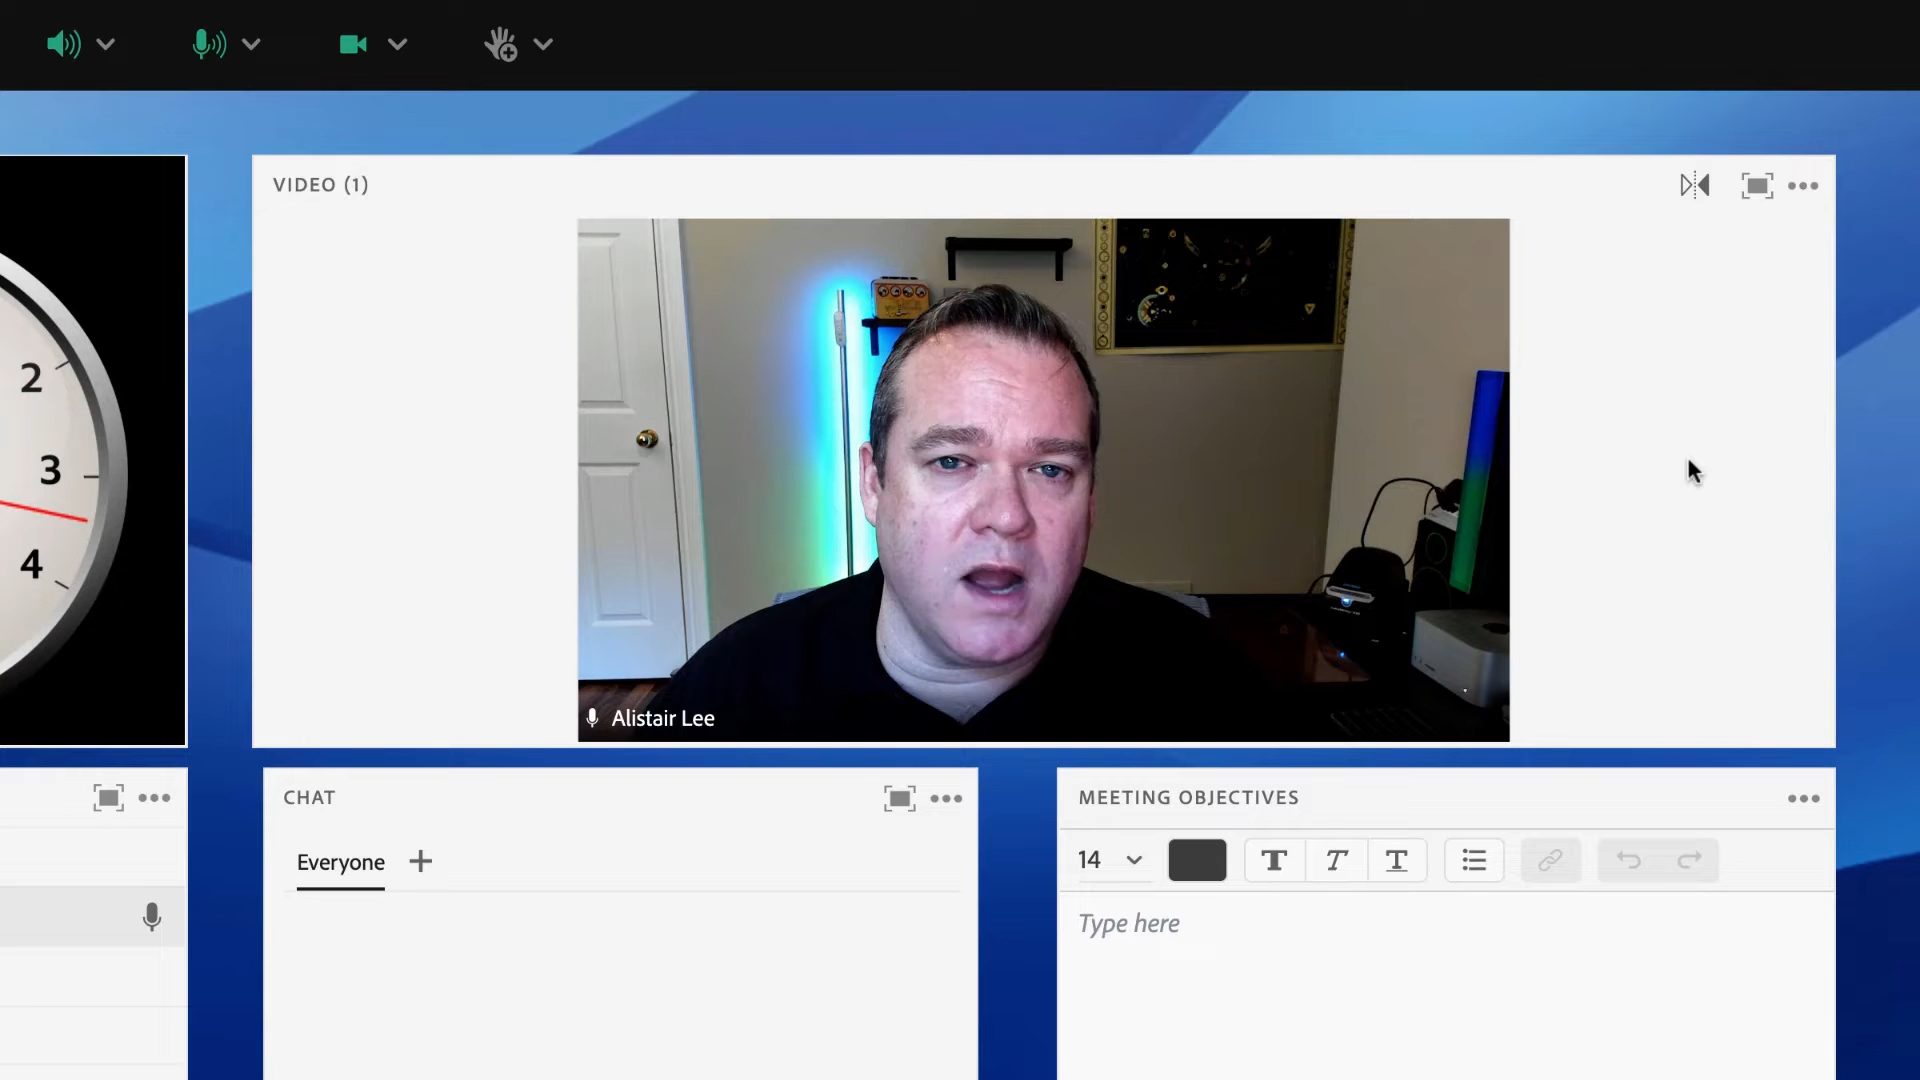 VIDEO (1)
2
3
4
Alistair Lee
CHAT
MEETING OBJECTIVES
Everyone
14
T T T
Type here